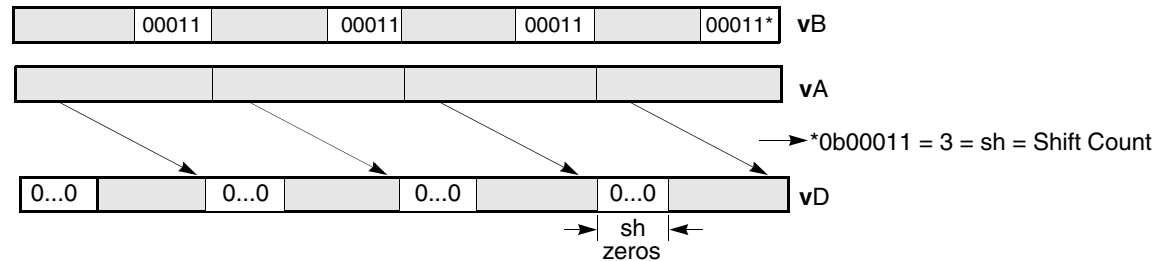 00011 00011 00011 00011* vB
vA
*0b00011 = 3 = sh = Shift Count
0...0 0...0 0...0 0...0 vD
sh
zeros